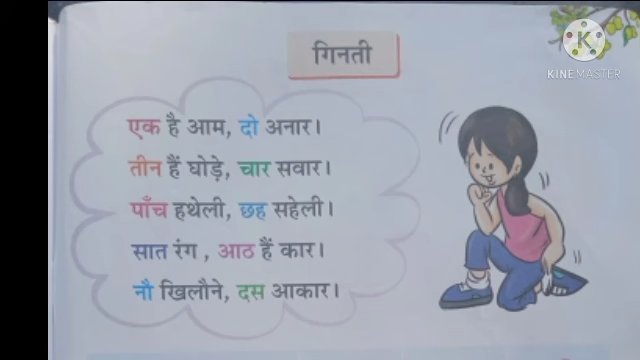 गिनती
एक है आम, दो अनार।
तीन हैं घोड़े, चार सवार।
पाँच हथेली, छह सहेली।
सात रंग , आठ हैं कार।
नौ खिलौने, दस आकार।
K
KINEMASTER